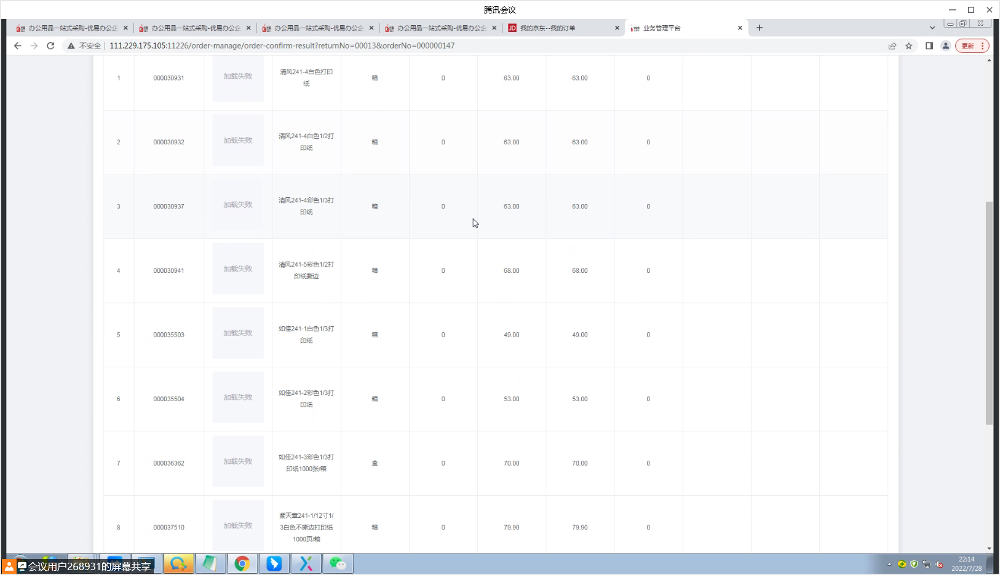 腾讯会议
办公用品一站式采购-优易办公企
办公用品一站式采购-优易办公企
办公用品一站式采购-优易办公企
办公用品一站式采购-优易办公企
JD 我的京东--我的订单
业务管理平台
不安全 111.229.175.105:11226/order-manage/order-confirm-result?returnNo=00013&orderNo=000000147
更新
1 000030931 加载失败 清风241-4白色打印纸 箱 0 63.00 63.00 0
2 000030932 加载失败 清风241-4白色1/2打印纸 箱 0 63.00 63.00 0
3 000030937 加载失败 清风241-4彩色1/3打印纸 箱 0 63.00 63.00 0
4 000030941 加载失败 清风241-5彩色1/2打印纸撕边 箱 0 68.00 68.00 0
5 000035503 加载失败 如佳241-1白色1/3打印纸 箱 0 49.00 49.00 0
6 000035504 加载失败 如佳241-2彩色1/3打印纸 箱 0 53.00 53.00 0
7 000036362 加载失败 如佳241-3彩色1/3打印纸1000张/箱 盒 0 70.00 70.00 0
8 000037510 加载失败 紫天章241-1/12寸1/3白色不撕边打印纸1000页/箱 箱 0 79.90 79.90 0
会议用户268931的屏幕共享
22:14
2022/7/28